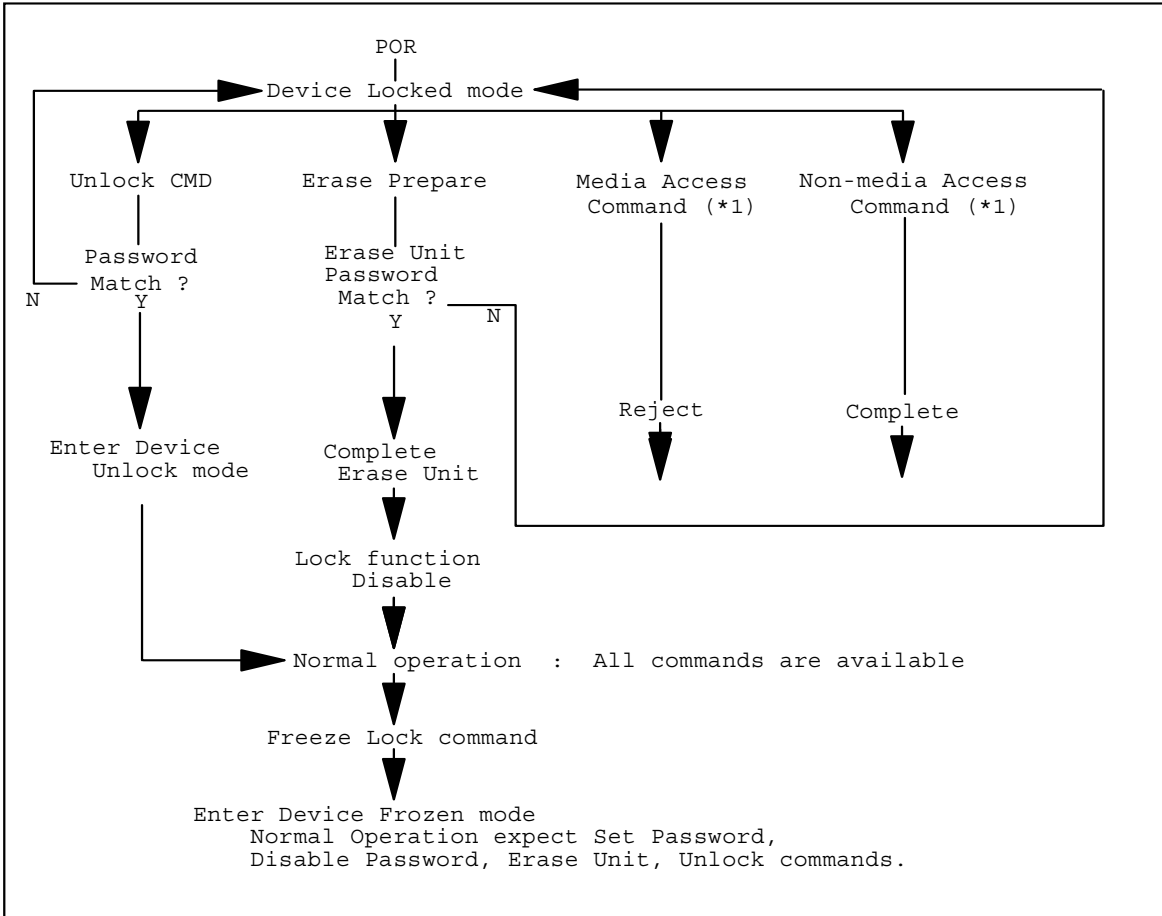 POR
Device Locked mode
Unlock CMD
Erase Prepare
Media Access
Command (*1)
Non-media Access
Command (*1)
Password
Match ?
N
Y
Erase Unit
Password
Match ?
Y
N
Enter Device
Unlock mode
Complete
Erase Unit
Reject
Complete
Lock function
Disable
Normal operation : All commands are available
Freeze Lock command
Enter Device Frozen mode
Normal Operation expect Set Password,
Disable Password, Erase Unit, Unlock commands.